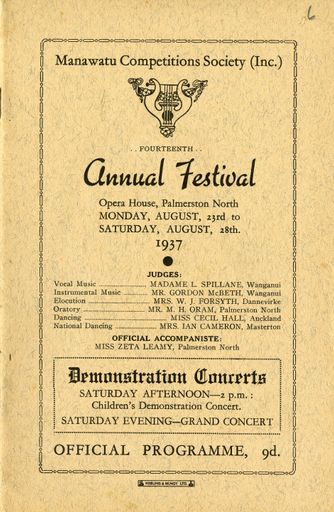 6
Manawatu Competitions Society (Inc.)
. . FOURTEENTH . .
Annual Festival
Opera House, Palmerston North
MONDAY, AUGUST, 23rd to
SATURDAY, AUGUST, 28th.
1937
JUDGES:
Vocal Music ........ MADAME L. SPILLANE, Wanganui
Instrumental Music ........ MR. GORDON McBETH, Wanganui
Elocution ........ MRS. W. J. FORSYTH, Dannevirke
Oratory ........ MR. M. H. ORAM, Palmerston North
Dancing ........ MISS CECIL HALL, Auckland
National Dancing ........ MRS. IAN CAMERON, Masterton
OFFICIAL ACCOMPANISTE:
MISS ZETA LEAMY, Palmerston North
Demonstration Concerts
SATURDAY AFTERNOON—2 p.m. :
Children's Demonstration Concert.
SATURDAY EVENING—GRAND CONCERT
OFFICIAL PROGRAMME, 9d.
KEELING & MUNDY LTD.